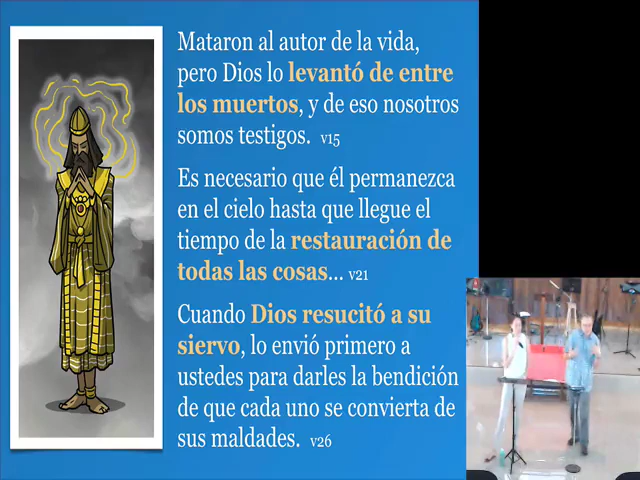 Mataron al autor de la vida,
pero Dios lo levantó de entre
los muertos, y de eso nosotros
somos testigos. v15
Es necesario que él permanezca
en el cielo hasta que llegue el
tiempo de la restauración de
todas las cosas... v21
Cuando Dios resucitó a su
siervo, lo envió primero a
ustedes para darles la bendición
de que cada uno se convierta de
sus maldades. v26